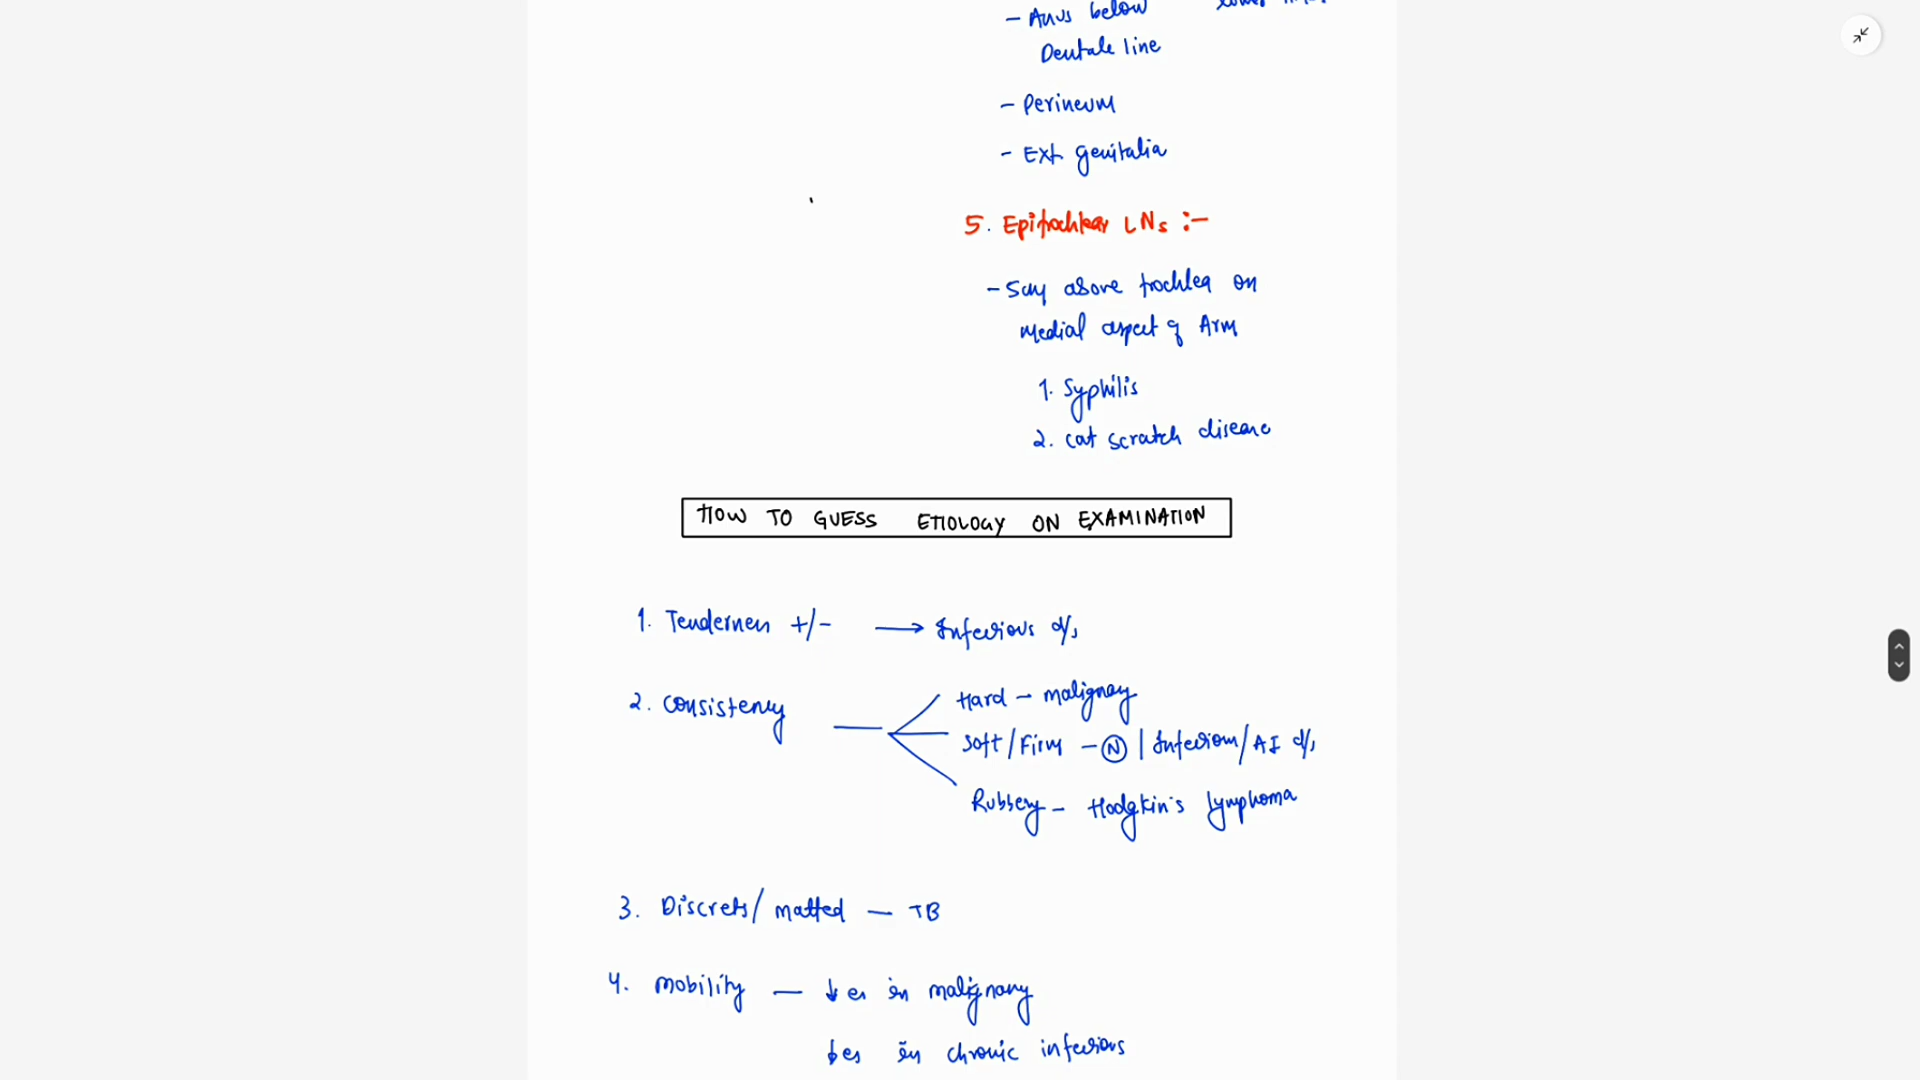 - Anus below
Dentate line
- Perineum
- Ext genitalia
5. Epitrochlear LNs :-
- Say above trochlea on
medial aspect of Arm
1. Syphilis
2. cat scratch disease
HOW TO GUESS ETIOLOGY ON EXAMINATION
1. Tenderness +/- → Infections d/s
2. Consistency
Hard - malignancy
Soft/Firm - Ⓝ | Infection/AI d/s
Rubbery - Hodgkin's lymphoma
3. Discrete/matted - TB
4. Mobility - ↓es in malignancy
↓es in chronic infections